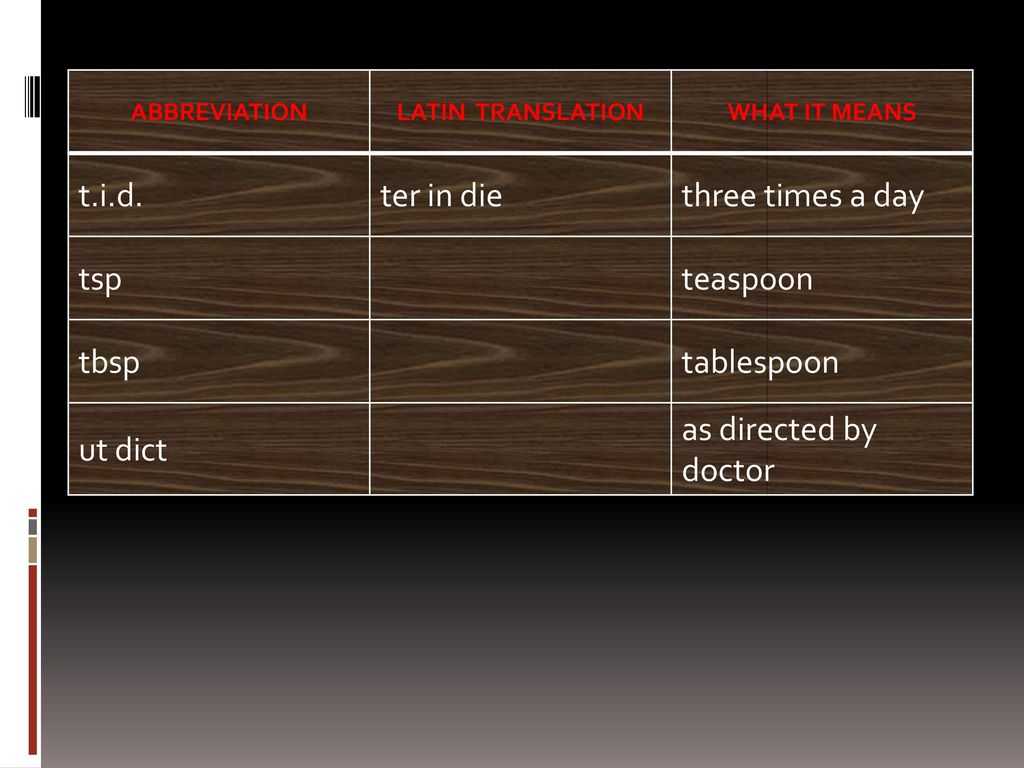 ABBREVIATION LATIN TRANSLATION WHAT IT MEANS
t.i.d. ter in die three times a day
tsp teaspoon
tbsp tablespoon
ut dict as directed by
doctor